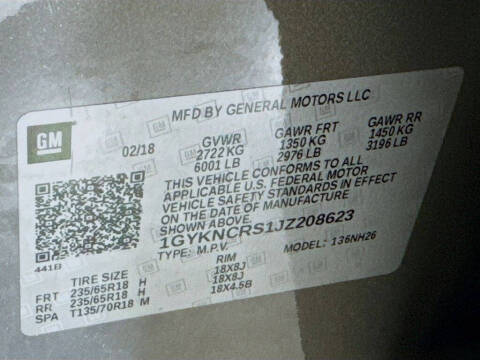 MFD BY GENERAL MOTORS LLC
GM
02/18 GVWR GAWR FRT GAWR RR
2722 KG 1350 KG 1450 KG
6001 LB 2976 LB 3196 LB
THIS VEHICLE CONFORMS TO ALL
APPLICABLE U.S. FEDERAL MOTOR
VEHICLE SAFETY STANDARDS IN EFFECT
ON THE DATE OF MANUFACTURE
1GYKNCRS1JZ208623
TYPE: M.P.V. MODEL: 136NH26
441B
TIRE SIZE RIM
FRT 235/65R18 H 18X8J
RR 235/65R18 H 18X8J
SPA T135/70R18 M 18X4.5B